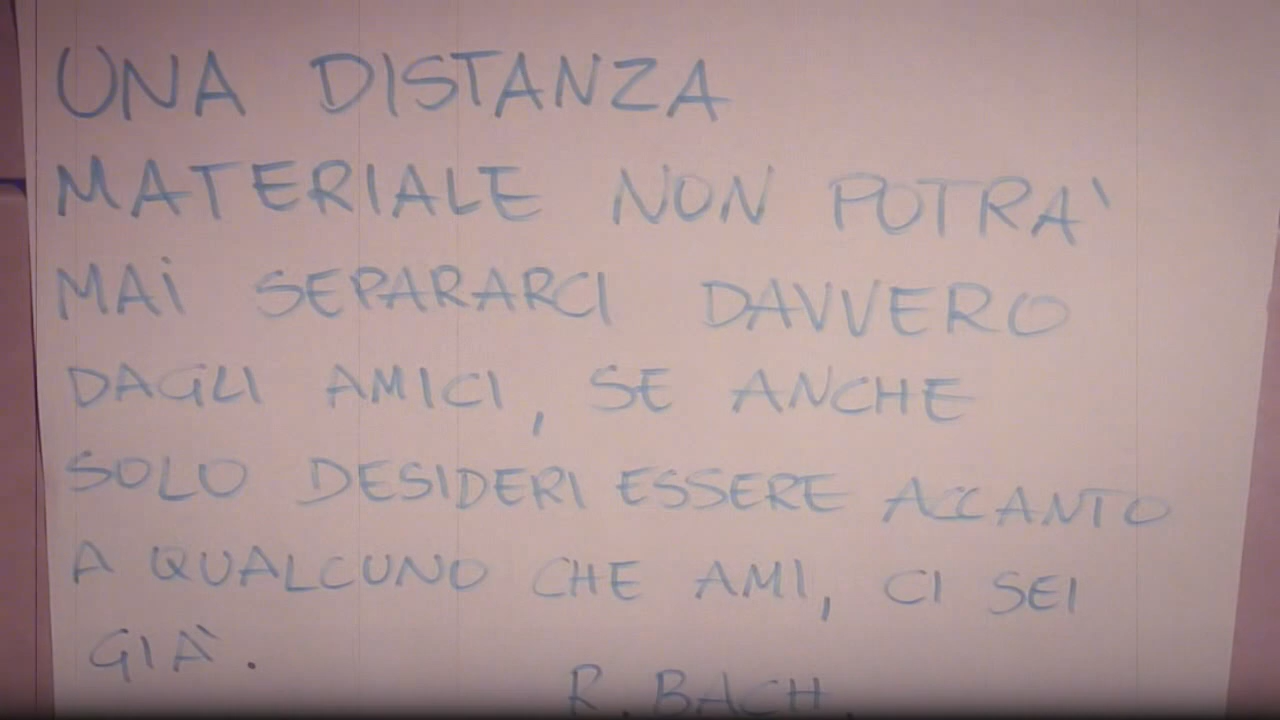 UNA DISTANZA
MATERIALE NON POTRA'
MAi SEPARARCI DAVVERO
DAGLI AMICI, SE ANCHE
SOLO DESIDERI ESSERE ACCANTO
A QUALCUNO CHE AMI, CI SEI
GIÀ.
R. BACH.